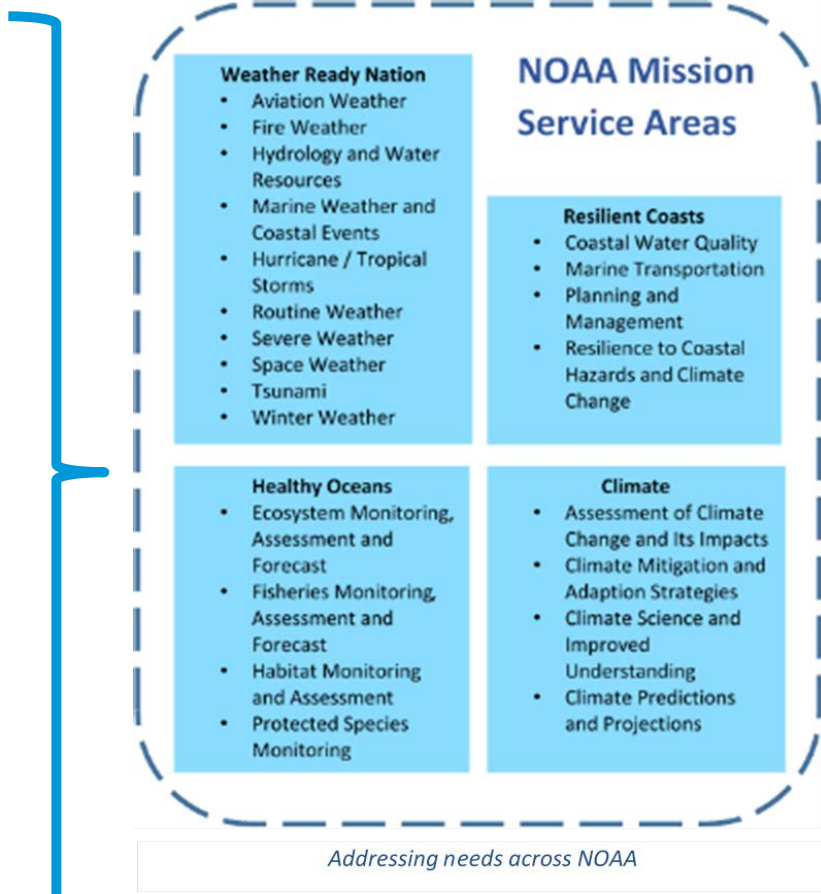 NOAA Mission
Service Areas
Weather Ready Nation
• Aviation Weather
• Fire Weather
• Hydrology and Water
Resources
• Marine Weather and
Coastal Events
• Hurricane / Tropical
Storms
• Routine Weather
• Severe Weather
• Space Weather
• Tsunami
• Winter Weather
Resilient Coasts
• Coastal Water Quality
• Marine Transportation
• Planning and
Management
• Resilience to Coastal
Hazards and Climate
Change
Healthy Oceans
• Ecosystem Monitoring,
Assessment and
Forecast
• Fisheries Monitoring,
Assessment and
Forecast
• Habitat Monitoring
and Assessment
• Protected Species
Monitoring
Climate
• Assessment of Climate
Change and Its Impacts
• Climate Mitigation and
Adaption Strategies
• Climate Science and
Improved
Understanding
• Climate Predictions
and Projections
Addressing needs across NOAA